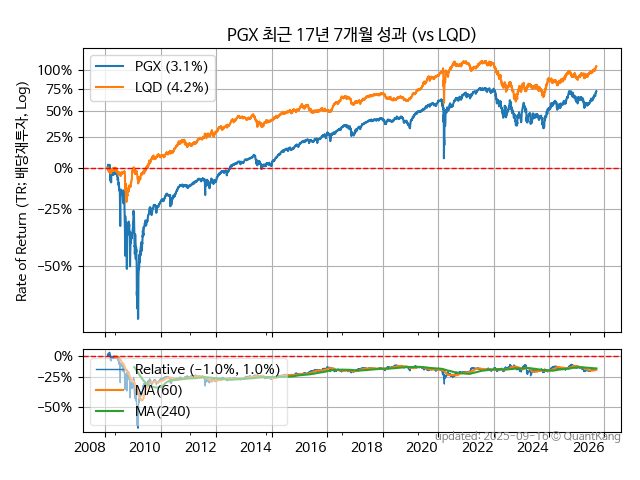 PGX 최근 17년 7개월 성과 (vs LQD)
Rate of Return (TR: 배당재투자, Log)
100%
75%
50%
25%
0%
−25%
−50%
PGX (3.1%)
LQD (4.2%)
0%
−25%
−50%
Relative (−1.0%, 1.0%)
MA(60)
MA(240)
2008 2010 2012 2014 2016 2018 2020 2022 2024 2026
updated: 2025-09-16 © QuantKang